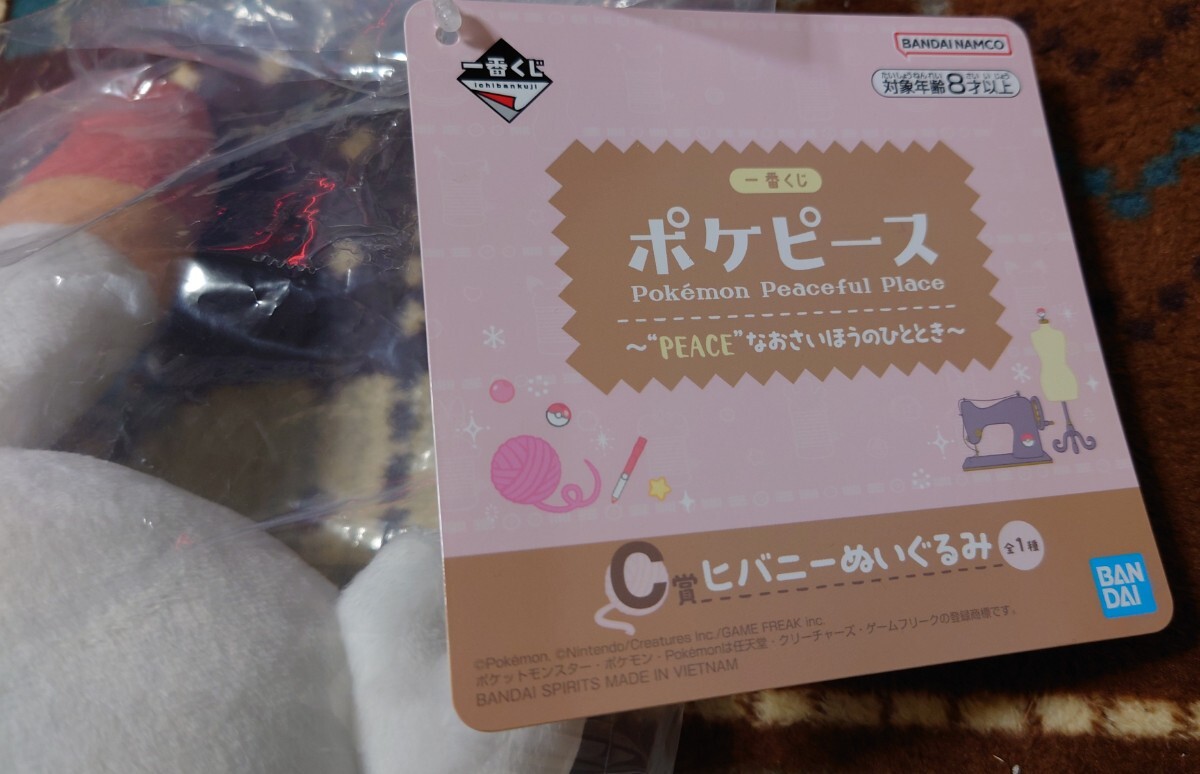 一番くじ
ichibankuji
BANDAI NAMCO
たいしょうねんれい さいいじょう
対象年齢8才以上
一番くじ
ポケピース
Pokémon Peaceful Place
～"PEACE"なおさいほうのひととき～
C賞 ヒバニーぬいぐるみ 全1種
BAN
DAI
©Pokémon. ©Nintendo/Creatures Inc./GAME FREAK inc.
ポケットモンスター・ポケモン・Pokémonは任天堂・クリーチャーズ・ゲームフリークの登録商標です。
BANDAI SPIRITS MADE IN VIETNAM